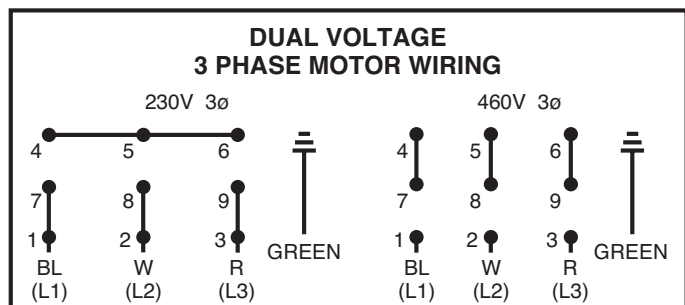 DUAL VOLTAGE
3 PHASE MOTOR WIRING
230V 3ø 460V 3ø
4 5 6 4 5 6
7 8 9 7 8 9
1 2 3 1 2 3
GREEN GREEN
BL W R BL W R
(L1) (L2) (L3) (L1) (L2) (L3)